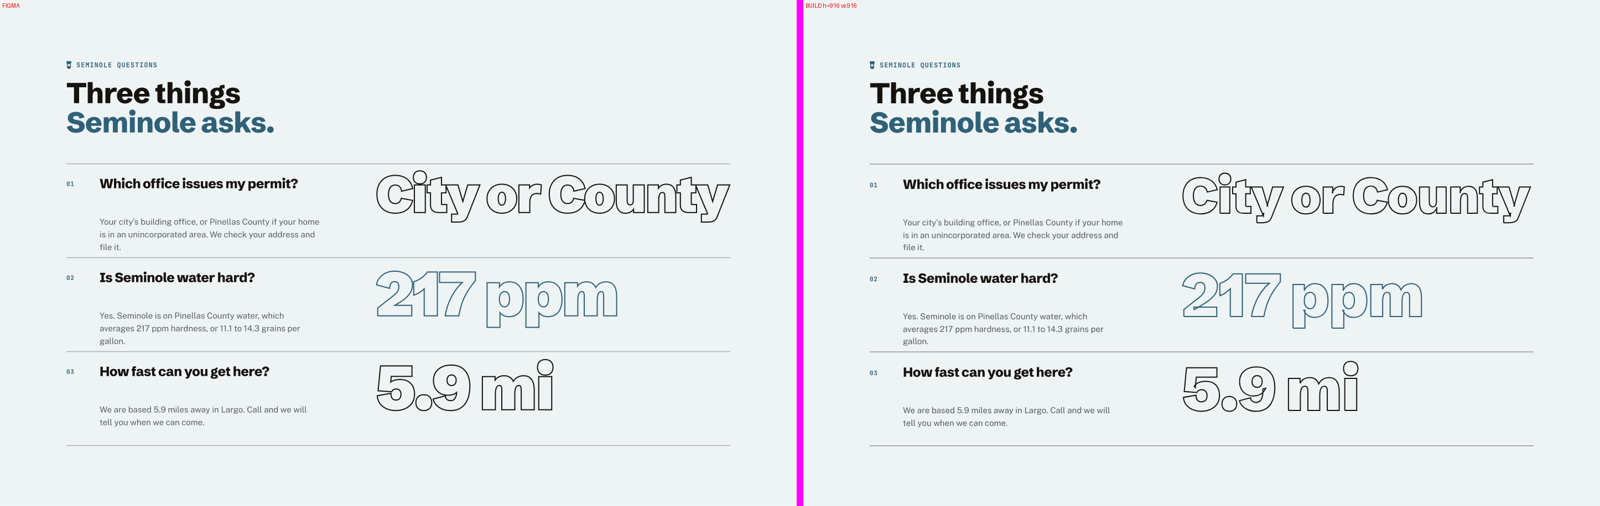 FIGMA
SEMINOLE QUESTIONS
Three things
Seminole asks.
01
Which office issues my permit?
City or County
Your city's building office, or Pinellas County if your home
is in an unincorporated area. We check your address and
file it.
02
Is Seminole water hard?
217 ppm
Yes. Seminole is on Pinellas County water, which
averages 217 ppm hardness, or 11.1 to 14.3 grains per
gallon.
03
How fast can you get here?
5.9 mi
We are based 5.9 miles away in Largo. Call and we will
tell you when we can come.
BUILD h=916 vs 916
SEMINOLE QUESTIONS
Three things
Seminole asks.
01
Which office issues my permit?
City or County
Your city's building office, or Pinellas County if your home
is in an unincorporated area. We check your address and
file it.
02
Is Seminole water hard?
217 ppm
Yes. Seminole is on Pinellas County water, which
averages 217 ppm hardness, or 11.1 to 14.3 grains per
gallon.
03
How fast can you get here?
5.9 mi
We are based 5.9 miles away in Largo. Call and we will
tell you when we can come.